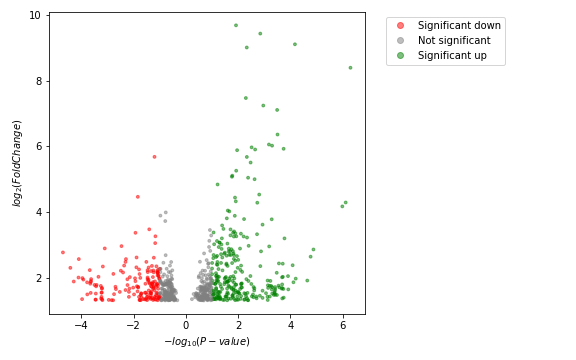 10
8
6
4
2
log2(FoldChange)
−4
−2
0
2
4
6
−log10(P − value)
Significant down
Not significant
Significant up